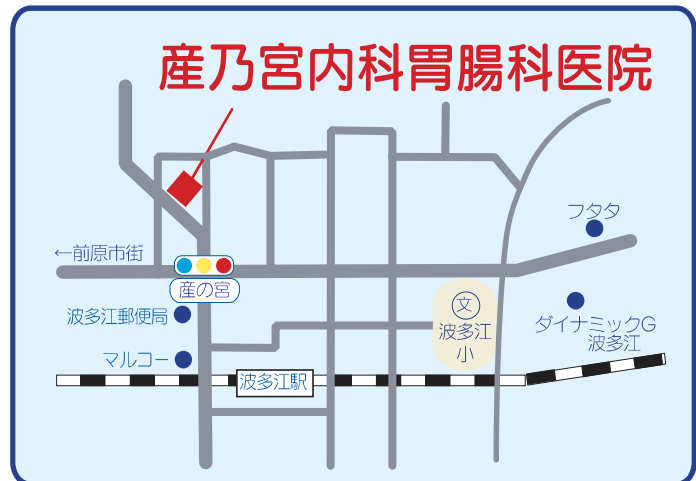 産乃宮内科胃腸科医院
フタタ
←前原市街
産の宮
波多江郵便局
文
波多江
小
ダイナミックG
波多江
マルコー
波多江駅